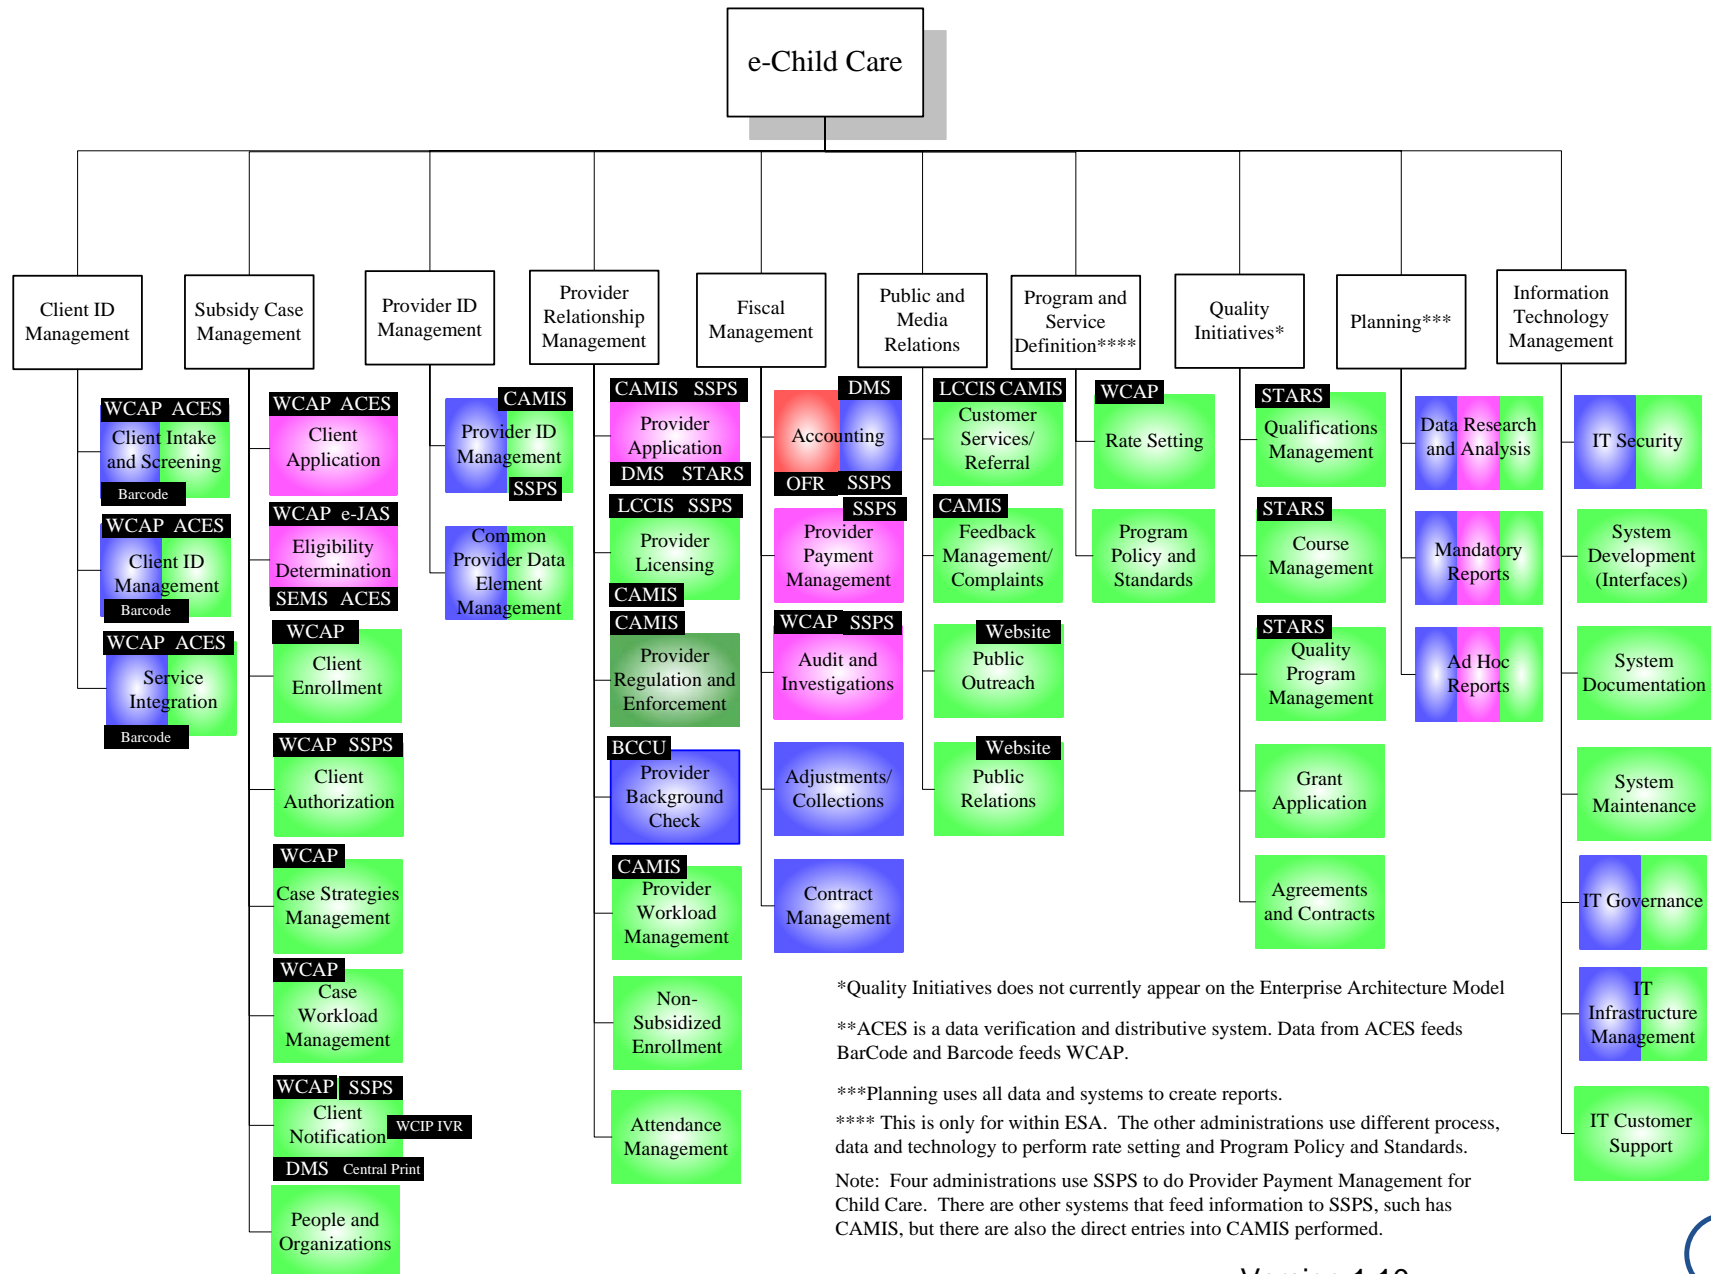 e-Child Care
Client ID
Management
Subsidy Case
Management
Provider ID
Management
Provider
Relationship
Management
Fiscal
Management
Public and
Media
Relations
Program and
Service
Definition****
Quality
Initiatives*
Planning***
Information
Technology
Management
WCAP ACES
Client Intake
and Screening
Barcode
WCAP ACES
Client ID
Management
Barcode
WCAP ACES
Service
Integration
Barcode
WCAP ACES
Client
Application
WCAP e-JAS
Eligibility
Determination
SEMS ACES
WCAP
Client
Enrollment
WCAP SSPS
Client
Authorization
WCAP
Case Strategies
Management
WCAP
Case
Workload
Management
WCAP SSPS
Client
Notification
WCIP IVR
DMS Central Print
People and
Organizations
CAMIS
Provider ID
Management
SSPS
Common
Provider Data
Element
Management
CAMIS SSPS
Provider
Application
DMS STARS
LCCIS SSPS
Provider
Licensing
CAMIS
CAMIS
Provider
Regulation and
Enforcement
BCCU
Provider
Background
Check
CAMIS
Provider
Workload
Management
Non-
Subsidized
Enrollment
Attendance
Management
DMS
Accounting
OFR SSPS
SSPS
Provider
Payment
Management
WCAP SSPS
Audit and
Investigations
Adjustments/
Collections
Contract
Management
LCCIS CAMIS
Customer
Services/
Referral
CAMIS
Feedback
Management/
Complaints
Website
Public
Outreach
Website
Public
Relations
WCAP
Rate Setting
Program
Policy and
Standards
STARS
Qualifications
Management
STARS
Course
Management
STARS
Quality
Program
Management
Grant
Application
Agreements
and Contracts
Data Research
and Analysis
Mandatory
Reports
Ad Hoc
Reports
IT Security
System
Development
(Interfaces)
System
Documentation
System
Maintenance
IT Governance
IT
Infrastructure
Management
IT Customer
Support
*Quality Initiatives does not currently appear on the Enterprise Architecture Model
**ACES is a data verification and distributive system. Data from ACES feeds
BarCode and Barcode feeds WCAP.
***Planning uses all data and systems to create reports.
**** This is only for within ESA. The other administrations use different process,
data and technology to perform rate setting and Program Policy and Standards.
Note: Four administrations use SSPS to do Provider Payment Management for
Child Care. There are other systems that feed information to SSPS, such has
CAMIS, but there are also the direct entries into CAMIS performed.